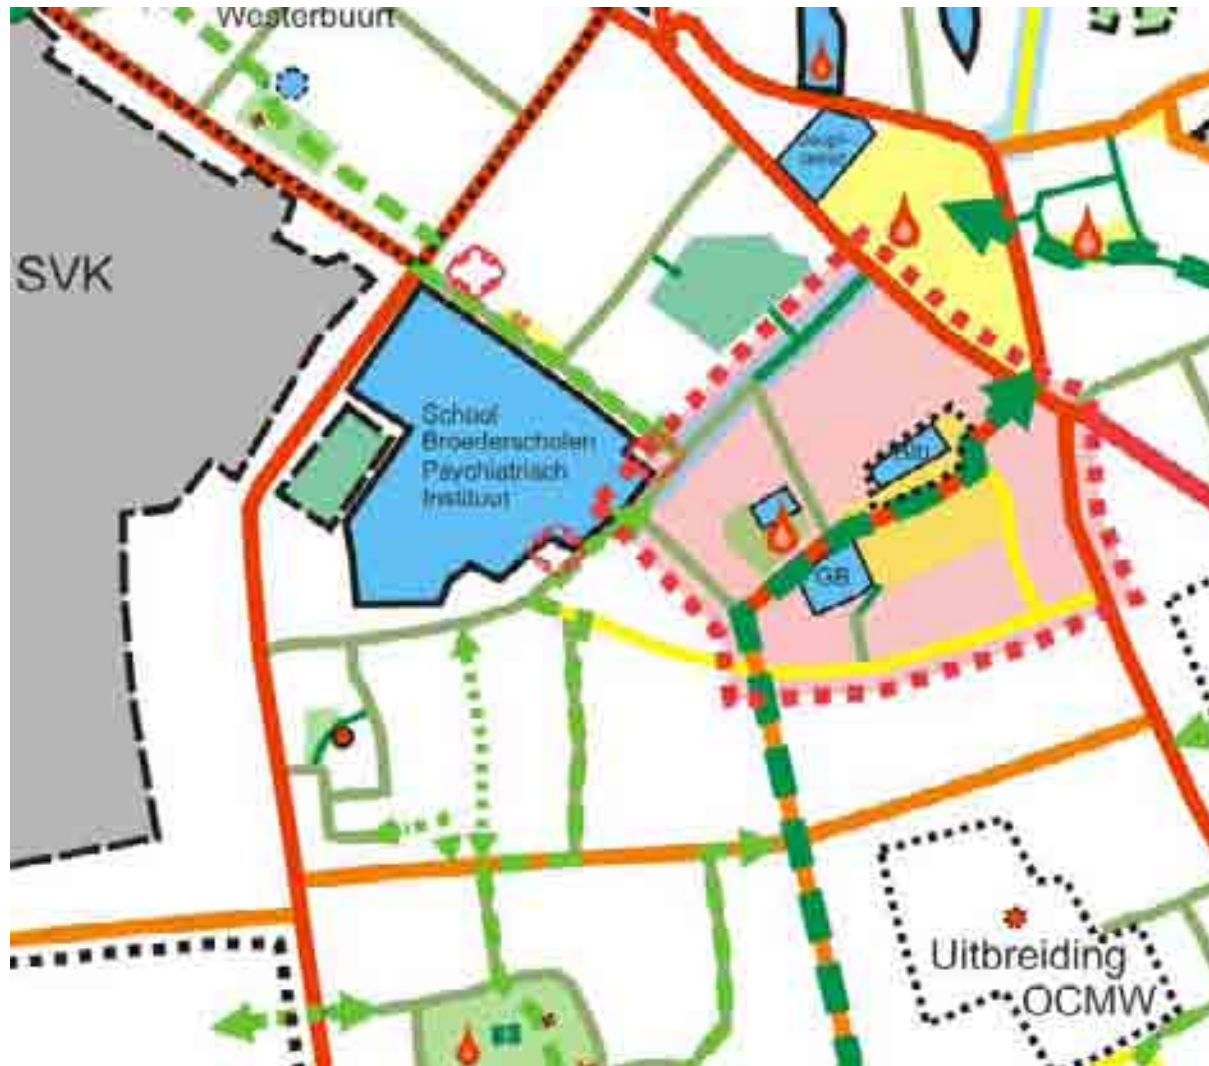 Westerbuurt
SVK
School
Broederscholen
Psychiatrisch
Instituut
GB
Uitbreiding
OCMW